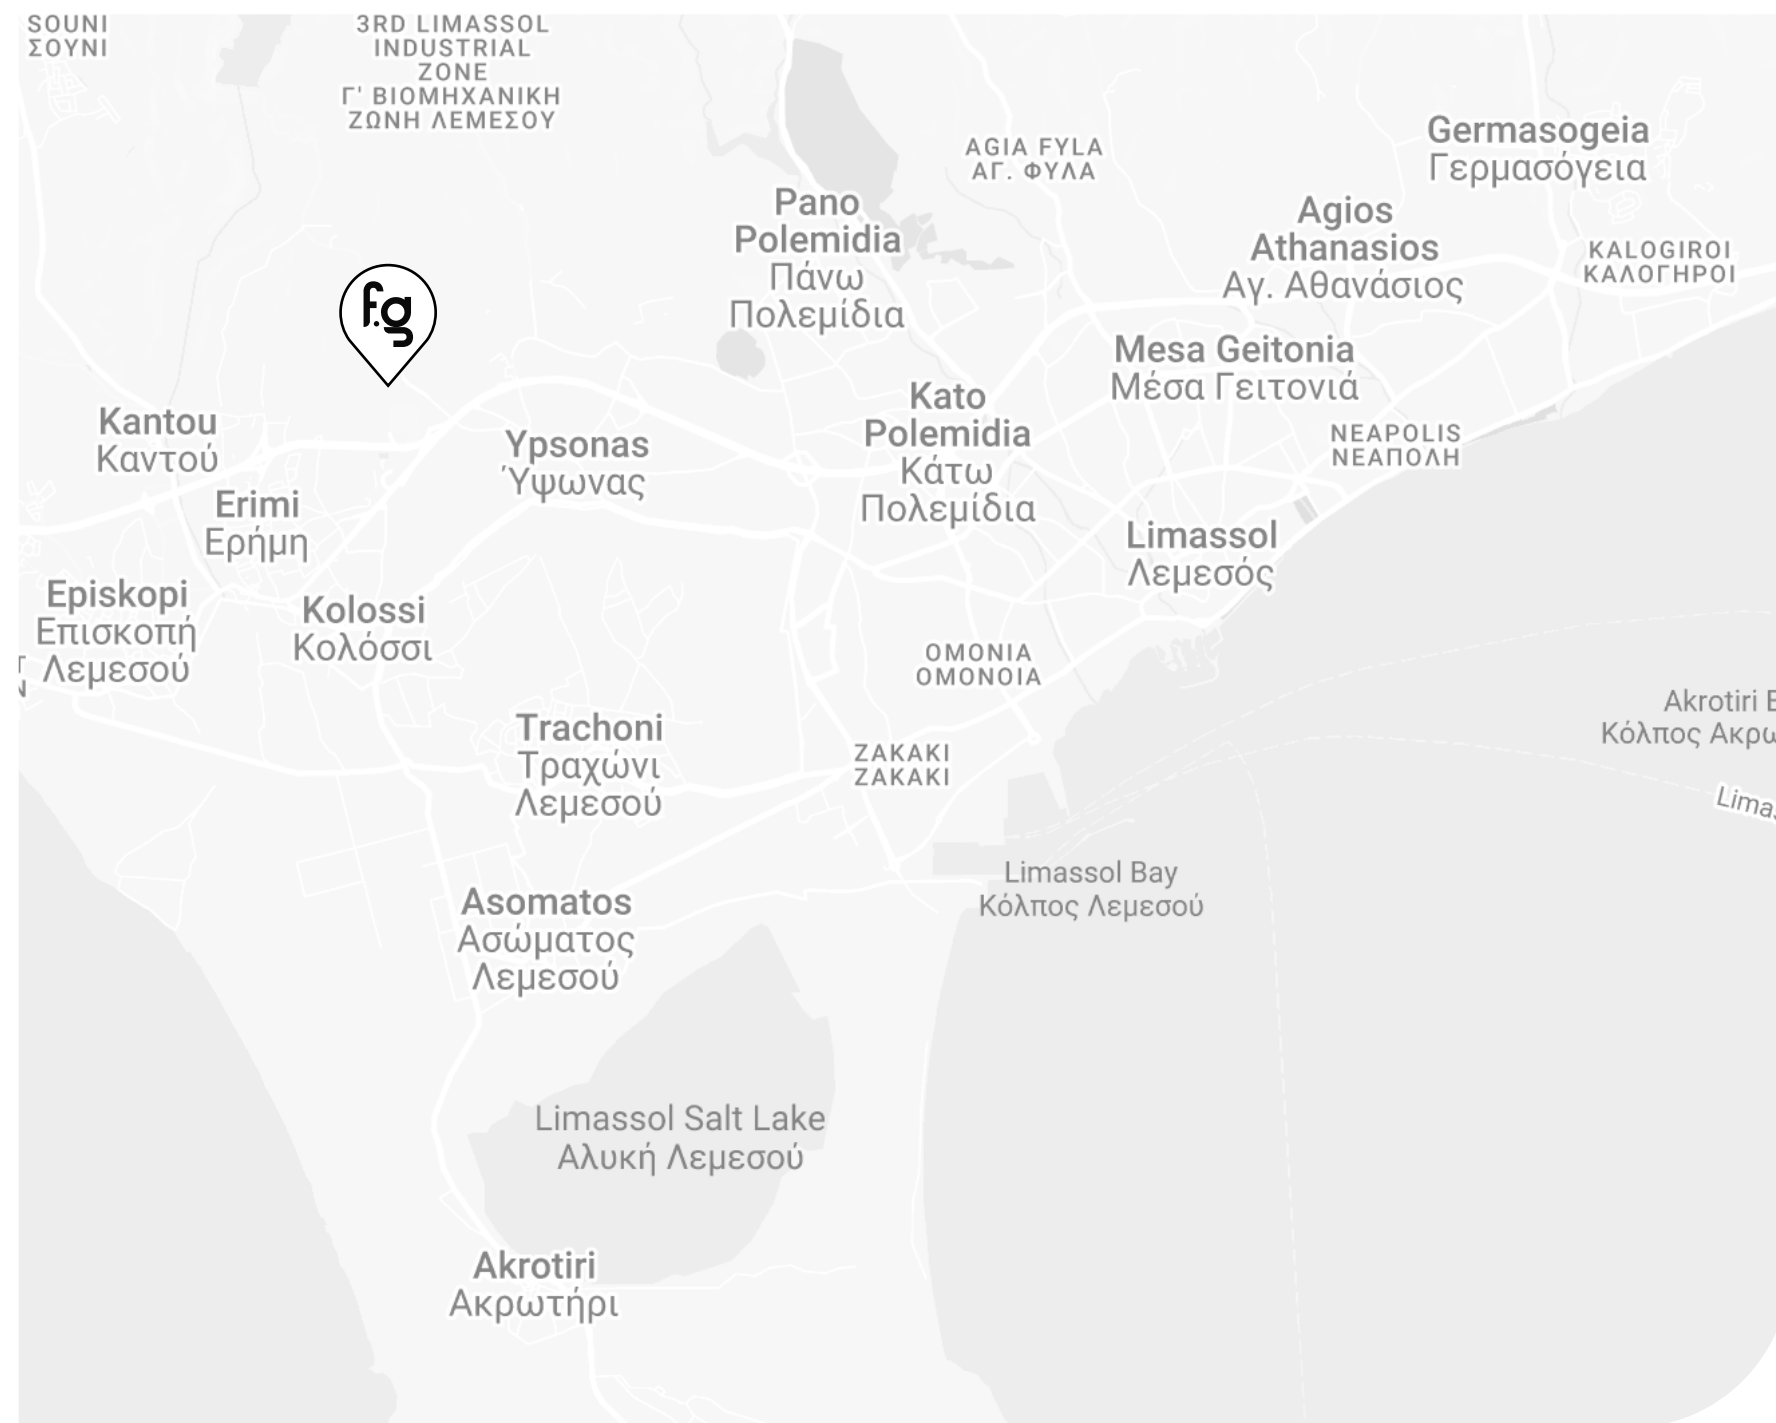 SOUNI
ΣΟΥΝΙ
3RD LIMASSOL
INDUSTRIAL
ZONE
Γ' ΒΙΟΜΗΧΑΝΙΚΗ
ΖΩΝΗ ΛΕΜΕΣΟΥ
AGIA FYLA
ΑΓ. ΦΥΛΑ
Germasogeia
Γερμασόγεια
Pano
Polemidia
Πάνω
Πολεμίδια
Agios
Athanasios
Αγ. Αθανάσιος
KALOGIROI
ΚΑΛΟΓΗΡΟΙ
f.g
Mesa Geitonia
Μέσα Γειτονιά
Kato
Polemidia
Κάτω
Πολεμίδια
Kantou
Καντού
Ypsonas
Ύψωνας
NEAPOLIS
ΝΕΑΠΟΛΗ
Erimi
Ερήμη
Limassol
Λεμεσός
Episkopi
Επισκοπή
Λεμεσού
Kolossi
Κολόσσι
OMONIA
ΟΜΟΝΟΙΑ
Akrotiri
Κόλπος
Trachoni
Τραχώνι
Λεμεσού
ZAKAKI
ΖΑΚΑΚΙ
Limassol Bay
Κόλπος Λεμεσού
Asomatos
Ασώματος
Λεμεσού
Limassol Salt Lake
Αλυκή Λεμεσού
Akrotiri
Ακρωτήρι